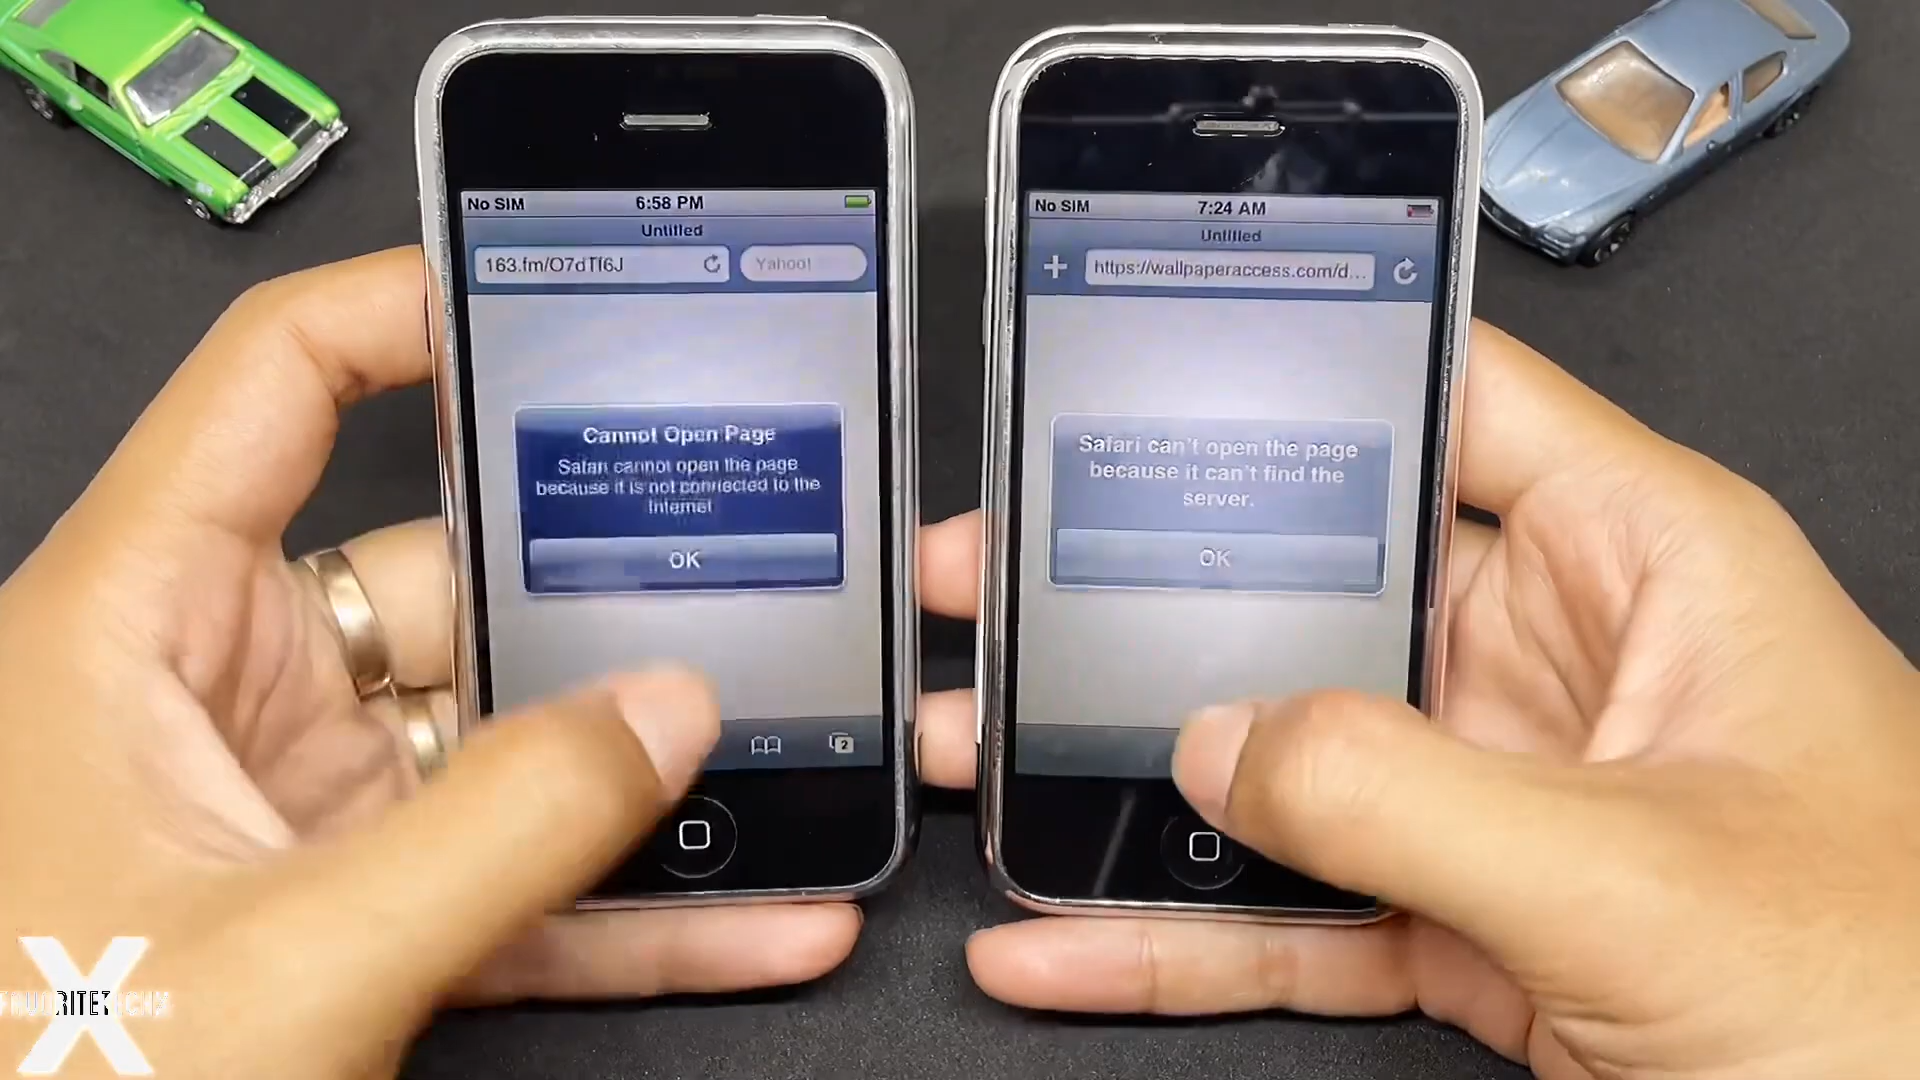 No SIM
6:58 PM
Untitled
163.fm/O7dTf6J
Yahoo!
Cannot Open Page
Safari cannot open the page
because it is not connected to the
Internet
OK
2
No SIM
7:24 AM
Untitled
https://wallpaperaccess.com/d...
Safari can't open the page
because it can't find the
server.
OK
X